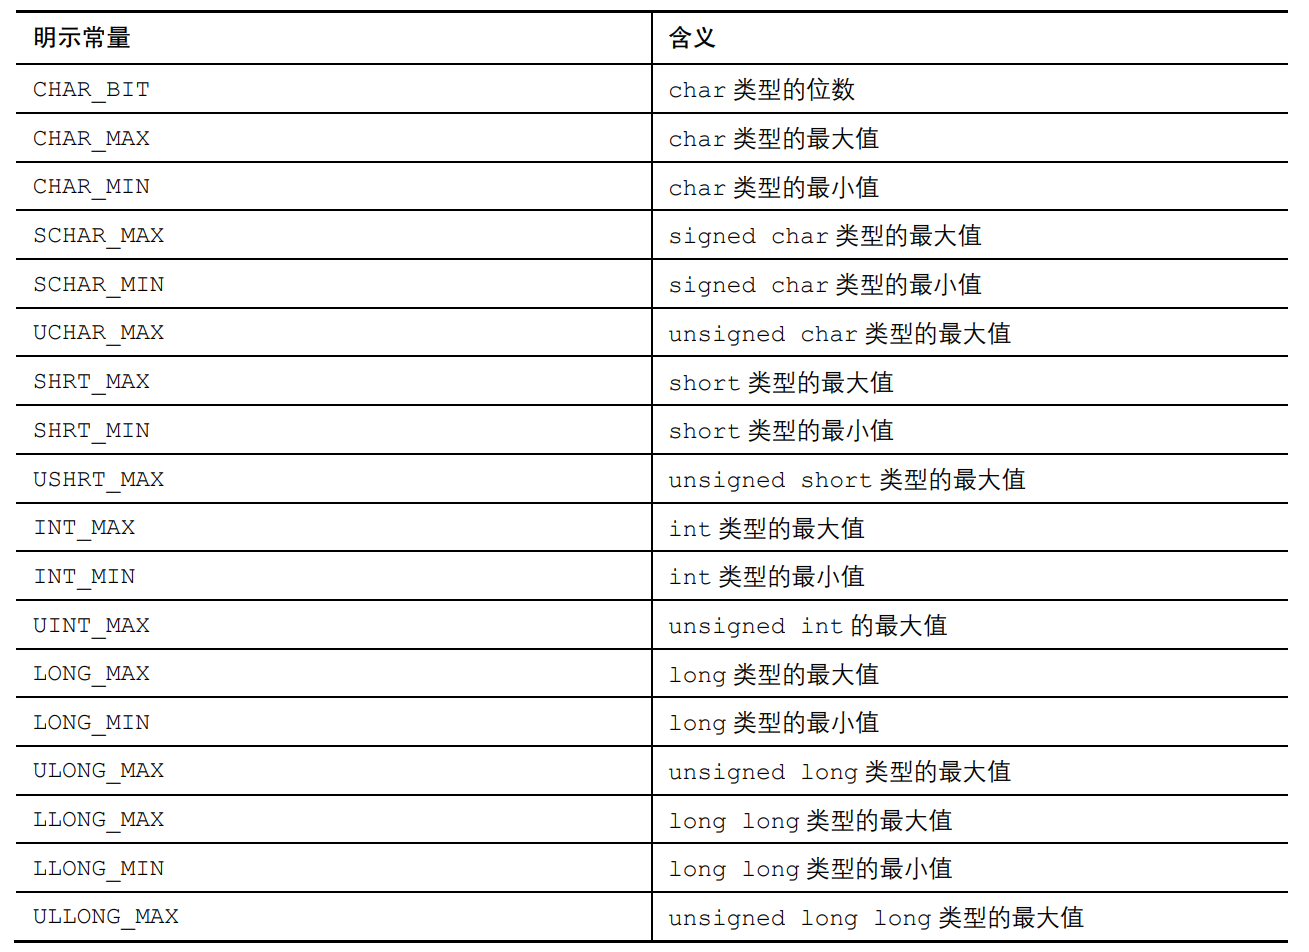 明示常量 含义
CHAR_BIT char 类型的位数
CHAR_MAX char 类型的最大值
CHAR_MIN char 类型的最小值
SCHAR_MAX signed char 类型的最大值
SCHAR_MIN signed char 类型的最小值
UCHAR_MAX unsigned char 类型的最大值
SHRT_MAX short 类型的最大值
SHRT_MIN short 类型的最小值
USHRT_MAX unsigned short 类型的最大值
INT_MAX int 类型的最大值
INT_MIN int 类型的最小值
UINT_MAX unsigned int 的最大值
LONG_MAX long 类型的最大值
LONG_MIN long 类型的最小值
ULONG_MAX unsigned long 类型的最大值
LLONG_MAX long long 类型的最大值
LLONG_MIN long long 类型的最小值
ULLONG_MAX unsigned long long 类型的最大值